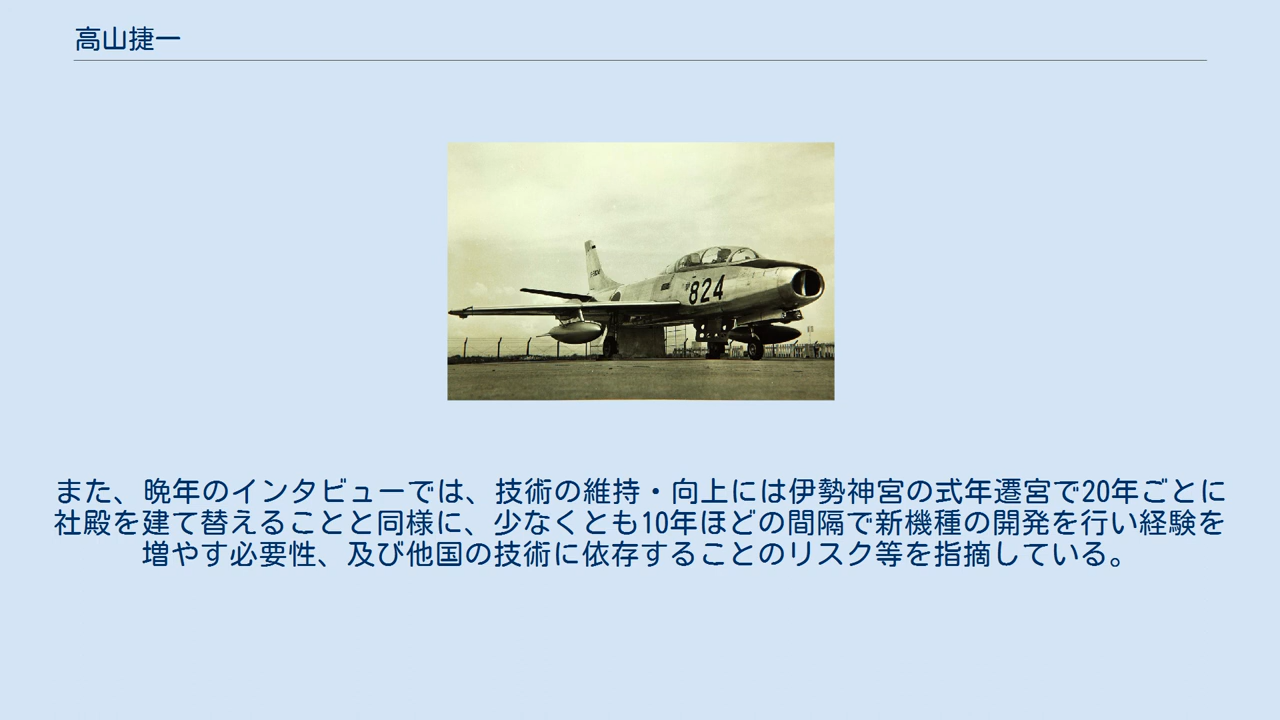 高山捷一
824
また、晩年のインタビューでは、技術の維持・向上には伊勢神宮の式年遷宮で20年ごとに
社殿を建て替えることと同様に、少なくとも10年ほどの間隔で新機種の開発を行い経験を
増やす必要性、及び他国の技術に依存することのリスク等を指摘している。